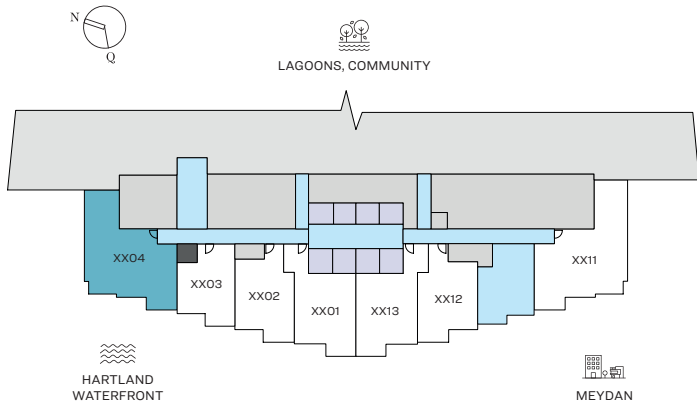 N
Q
LAGOONS, COMMUNITY
XX04
XX03
XX02
XX01
XX13
XX12
XX11
HARTLAND
WATERFRONT
MEYDAN